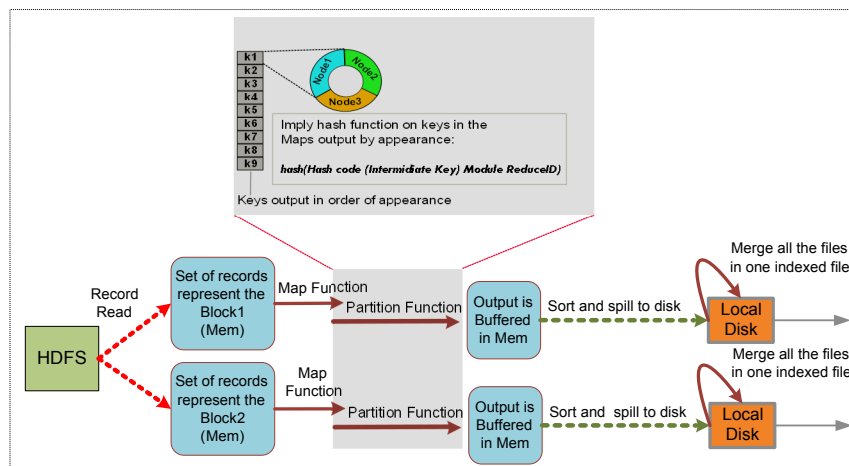 k1
k2
k3
k4
k5
k6
k7
k8
k9
Node1
Node2
Node3
Imply hash function on keys in the
Maps output by appearance:
hash(Hash code (Intermidiate Key) Module ReduceID)
Keys output in order of appearance
HDFS
Record
Read
Set of records
represent the
Block1
(Mem)
Map Function
Partition Function
Output is
Buffered
in Mem
Sort and spill to disk
Merge all the files
in one indexed file
Local
Disk
Set of records
represent the
Block2
(Mem)
Map
Function
Partition Function
Output is
Buffered
in Mem
Sort and spill to disk
Merge all the files
in one indexed file
Local
Disk